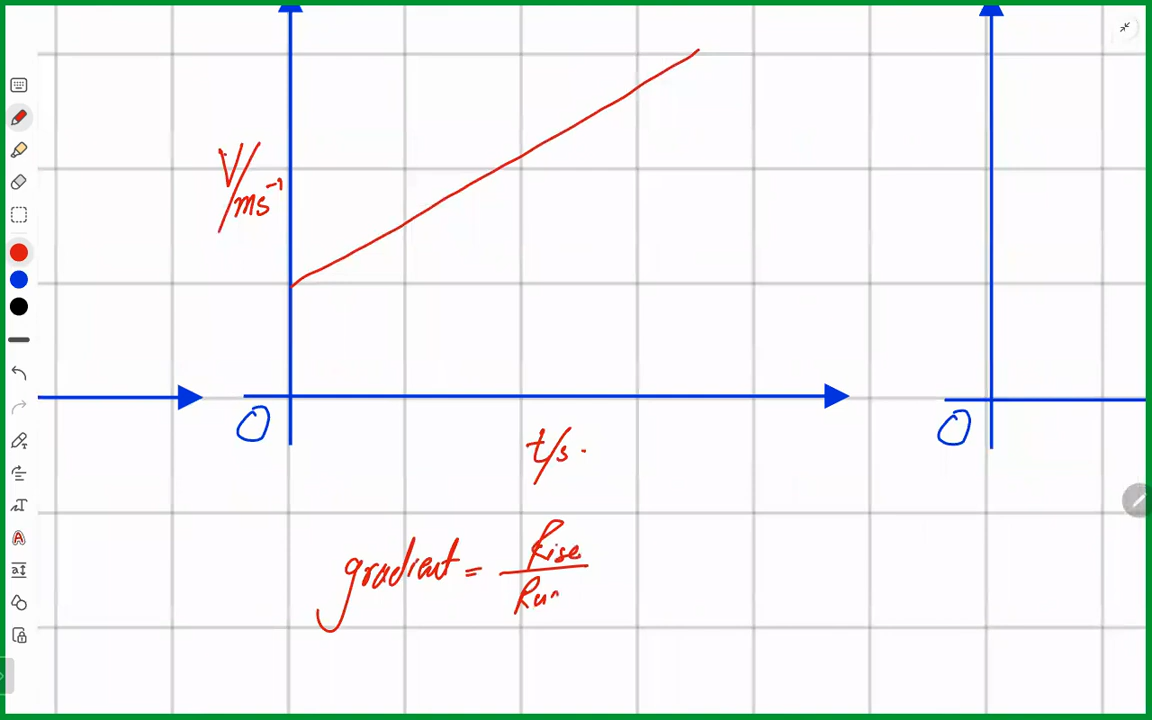 V/ms⁻¹
O
O
t/s.
gradient = Rise
Run